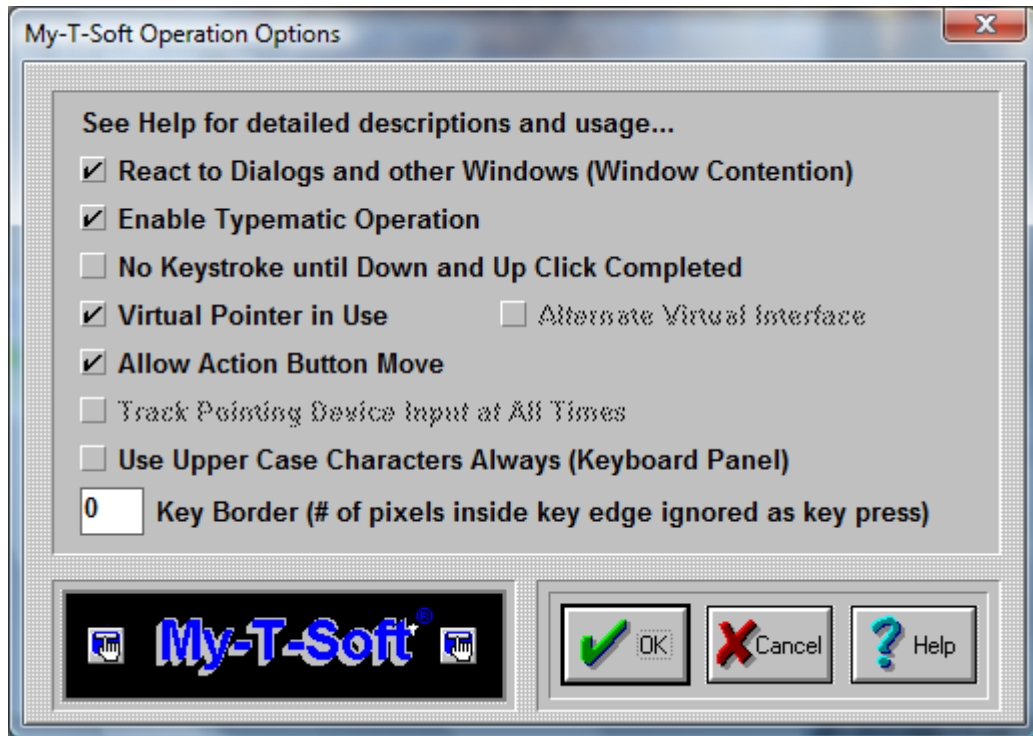 My-T-Soft Operation Options
See Help for detailed descriptions and usage...
React to Dialogs and other Windows (Window Contention)
Enable Typematic Operation
No Keystroke until Down and Up Click Completed
Virtual Pointer in Use Alternate Virtual Interface
Allow Action Button Move
Track Pointing Device Input at All Times
Use Upper Case Characters Always (Keyboard Panel)
0 Key Border (# of pixels inside key edge ignored as key press)
My-T-Soft® OK Cancel Help